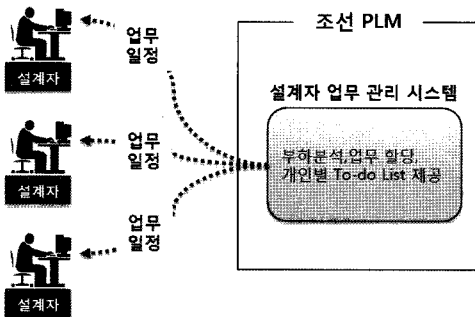 조선 PLM
업무
일정
설계자
설계자 업무 관리 시스템
업무
일정
부하분석,업무 할당,
개인별 To-do List 제공
설계자
업무
일정
설계자